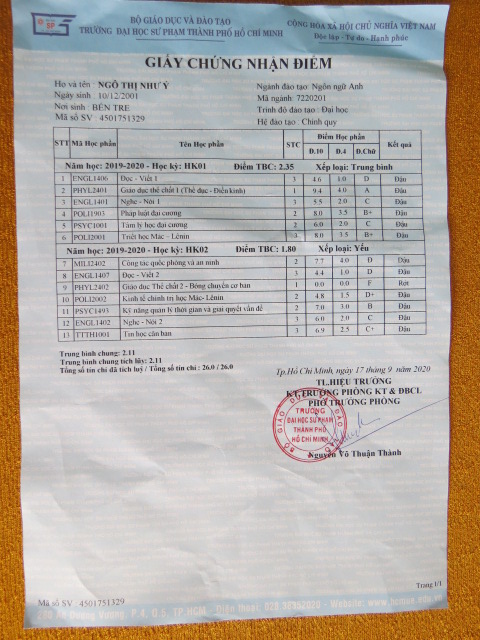 SP
BỘ GIÁO DỤC VÀ ĐÀO TẠO
TRƯỜNG ĐẠI HỌC SƯ PHẠM THÀNH PHỐ HỒ CHÍ MINH
CỘNG HÒA XÃ HỘI CHỦ NGHĨA VIỆT NAM
Độc lập - Tự do - Hạnh phúc
GIẤY CHỨNG NHẬN ĐIỂM
Họ và tên : NGÔ THỊ NHƯ Ý
Ngày sinh : 10/12/2001
Nơi sinh : BẾN TRE
Mã số SV : 4501751329
Ngành đào tạo: Ngôn ngữ Anh
Mã ngành: 7220201
Trình độ đào tạo : Đại học
Hệ đào tạo : Chính quy
STT Mã Học phần Tên Học phần STC Điểm Học phần Kết quả
Đ.10 Đ.4 Đ.Chữ
Năm học: 2019-2020 - Học kỳ: HK01 Điểm TBC: 2.35 Xếp loại: Trung bình
1 ENGL1406 Đọc - Viết 1 3 4.6 1.0 D Đậu
2 PHYL2401 Giáo dục thể chất 1 (Thể dục - Điền kinh) 1 9.4 4.0 A Đậu
3 ENGL1401 Nghe - Nói 1 3 5.5 2.0 C Đậu
4 POLI1903 Pháp luật đại cương 2 8.0 3.5 B+ Đậu
5 PSYC1001 Tâm lý học đại cương 2 6.0 2.0 C Đậu
6 POLI2001 Triết học Mác – Lênin 3 8.0 3.5 B+ Đậu
Năm học: 2019-2020 - Học kỳ: HK02 Điểm TBC: 1.80 Xếp loại: Yếu
7 MILI2402 Công tác quốc phòng và an ninh 2 7.7 4.0 Đ Đậu
8 ENGL1407 Đọc - Viết 2 3 4.4 1.0 D Đậu
9 PHYL2402 Giáo dục Thể chất 2 - Bóng chuyền cơ bản 1 0.0 0.0 F Rớt
10 POLI2002 Kinh tế chính trị học Mác- Lênin 2 4.8 1.5 D+ Đậu
11 PSYC1493 Kỹ năng quản lý thời gian và giải quyết vấn đề 2 7.0 3.0 B Đậu
12 ENGL1402 Nghe - Nói 2 3 6.0 2.0 C Đậu
13 TTTH1001 Tin học căn bản 3 6.9 2.5 C+ Đậu
Trung bình chung: 2.11
Trung bình chung tích lũy: 2.11
Tổng số tín chỉ đã tích luỹ / Tổng số tín chỉ : 26.0 / 26.0
Tp.Hồ Chí Minh, ngày 17 tháng 9 năm 2020
TL.HIỆU TRƯỞNG
KT.TRƯỞNG PHÒNG KT & ĐBCL
PHÓ TRƯỞNG PHÒNG
TRƯỜNG
ĐẠI HỌC SƯ PHẠM
THÀNH PHỐ
HỒ CHÍ MINH
Nguyễn Võ Thuận Thành
Trang 1/1
Mã số SV : 4501751329